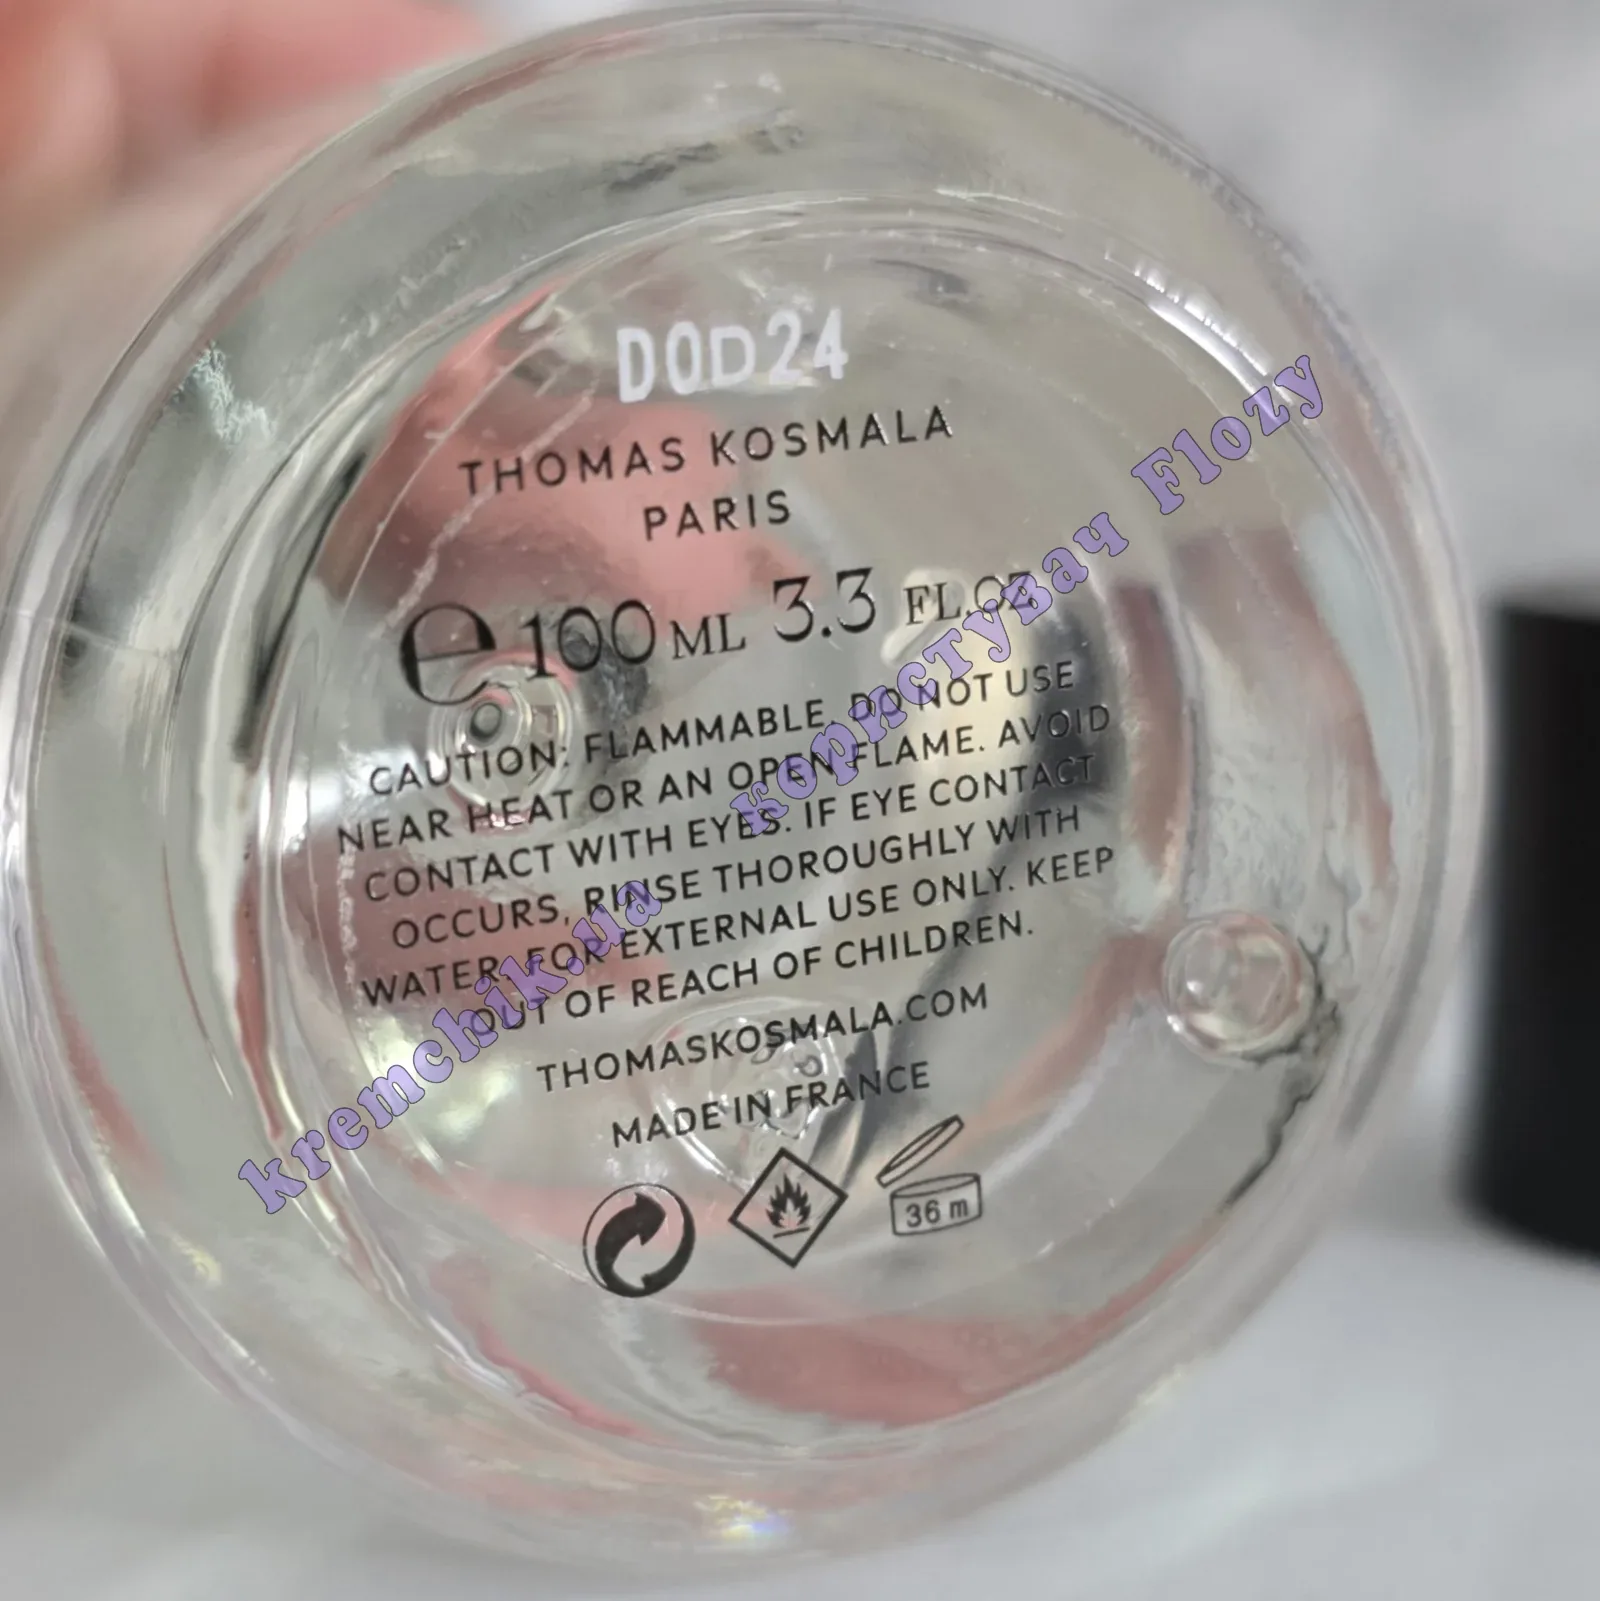 D0D24
THOMAS KOSMALA
PARIS
℮ 100 ML 3.3 FL.OZ
CAUTION: FLAMMABLE. DO NOT USE
NEAR HEAT OR AN OPEN FLAME. AVOID
CONTACT WITH EYES. IF EYE CONTACT
OCCURS, RINSE THOROUGHLY WITH
WATER. FOR EXTERNAL USE ONLY. KEEP
OUT OF REACH OF CHILDREN.
THOMASKOSMALA.COM
MADE IN FRANCE
36 m
kremchik.ua користувач Flozy